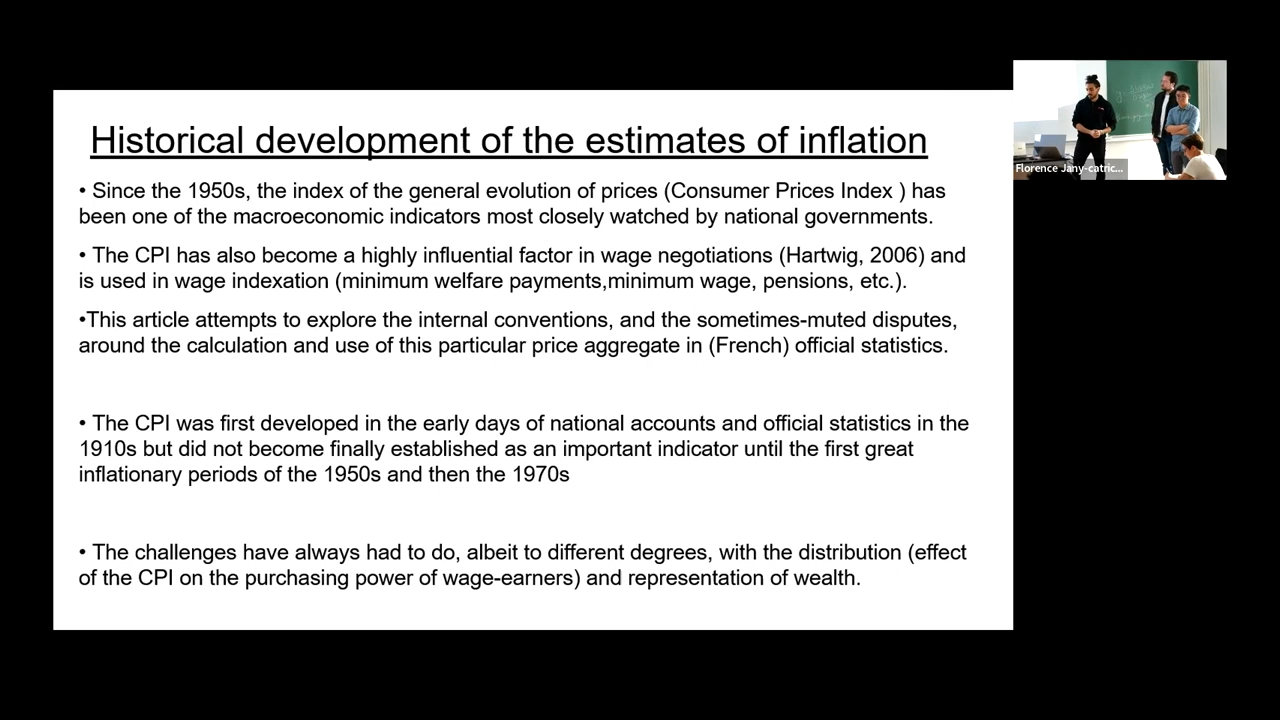 Historical development of the estimates of inflation
• Since the 1950s, the index of the general evolution of prices (Consumer Prices Index ) has
been one of the macroeconomic indicators most closely watched by national governments.
• The CPI has also become a highly influential factor in wage negotiations (Hartwig, 2006) and
is used in wage indexation (minimum welfare payments,minimum wage, pensions, etc.).
•This article attempts to explore the internal conventions, and the sometimes-muted disputes,
around the calculation and use of this particular price aggregate in (French) official statistics.
• The CPI was first developed in the early days of national accounts and official statistics in the
1910s but did not become finally established as an important indicator until the first great
inflationary periods of the 1950s and then the 1970s
• The challenges have always had to do, albeit to different degrees, with the distribution (effect
of the CPI on the purchasing power of wage-earners) and representation of wealth.
Florence Jany-catric...